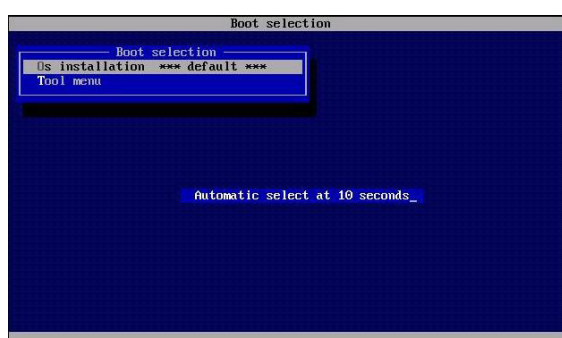 Boot selection
Boot selection
Os installation *** default ***
Tool menu
Automatic select at 10 seconds_